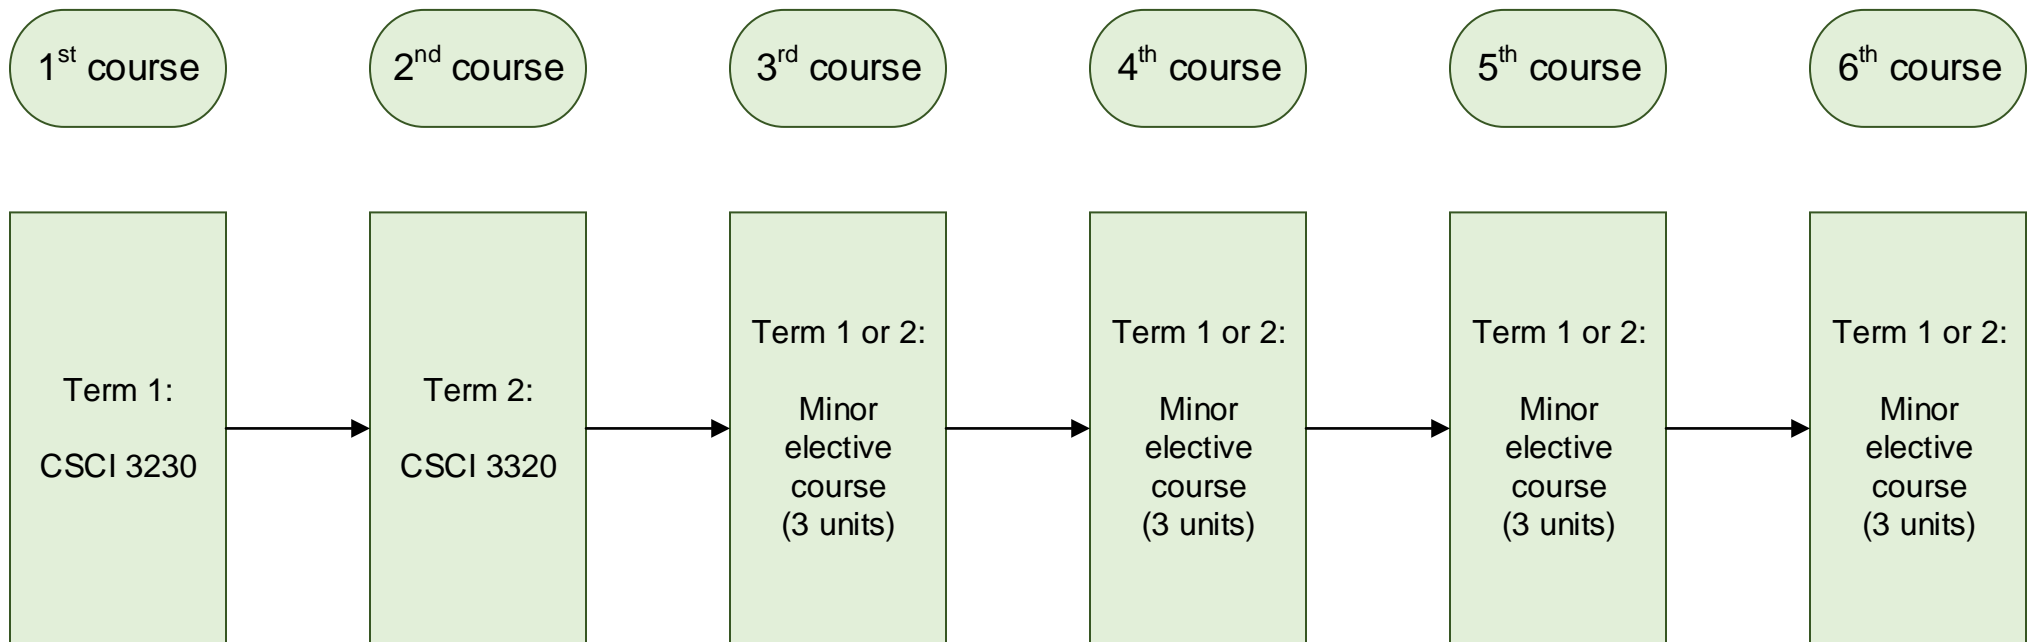 1st course
2nd course
3rd course
4th course
5th course
6th course
Term 1:
CSCI 3230
Term 2:
CSCI 3320
Term 1 or 2:
Minor
elective
course
(3 units)
Term 1 or 2:
Minor
elective
course
(3 units)
Term 1 or 2:
Minor
elective
course
(3 units)
Term 1 or 2:
Minor
elective
course
(3 units)